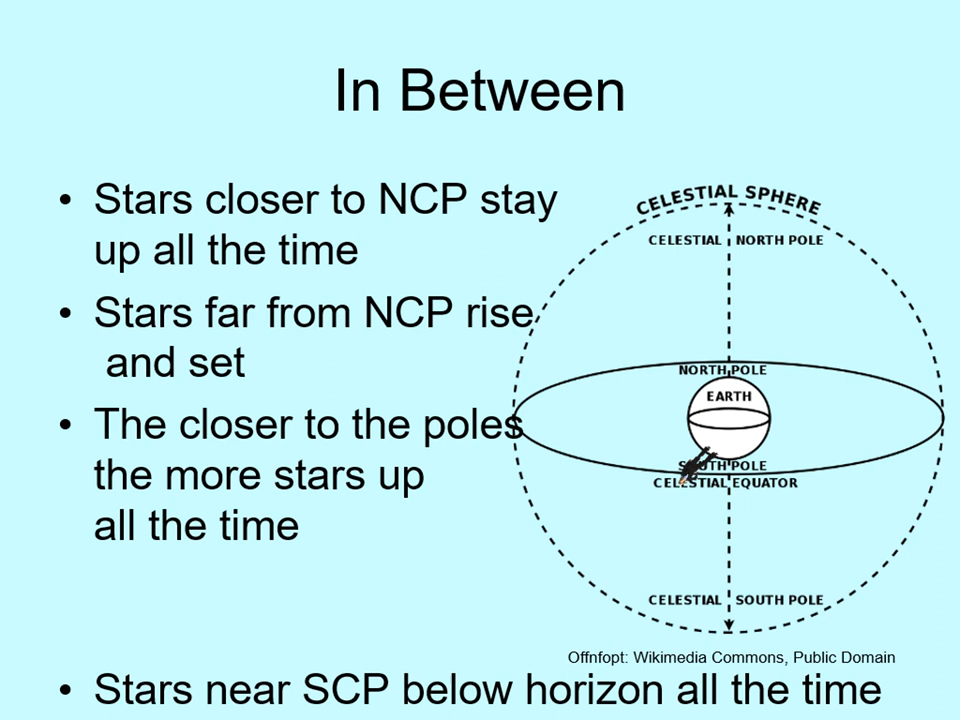 In Between
• Stars closer to NCP stay
up all the time
• Stars far from NCP rise
and set
• The closer to the poles
the more stars up
all the time
• Stars near SCP below horizon all the time
CELESTIAL SPHERE
CELESTIAL NORTH POLE
NORTH POLE
EARTH
SOUTH POLE
CELESTIAL EQUATOR
CELESTIAL SOUTH POLE
Offnfopt: Wikimedia Commons, Public Domain